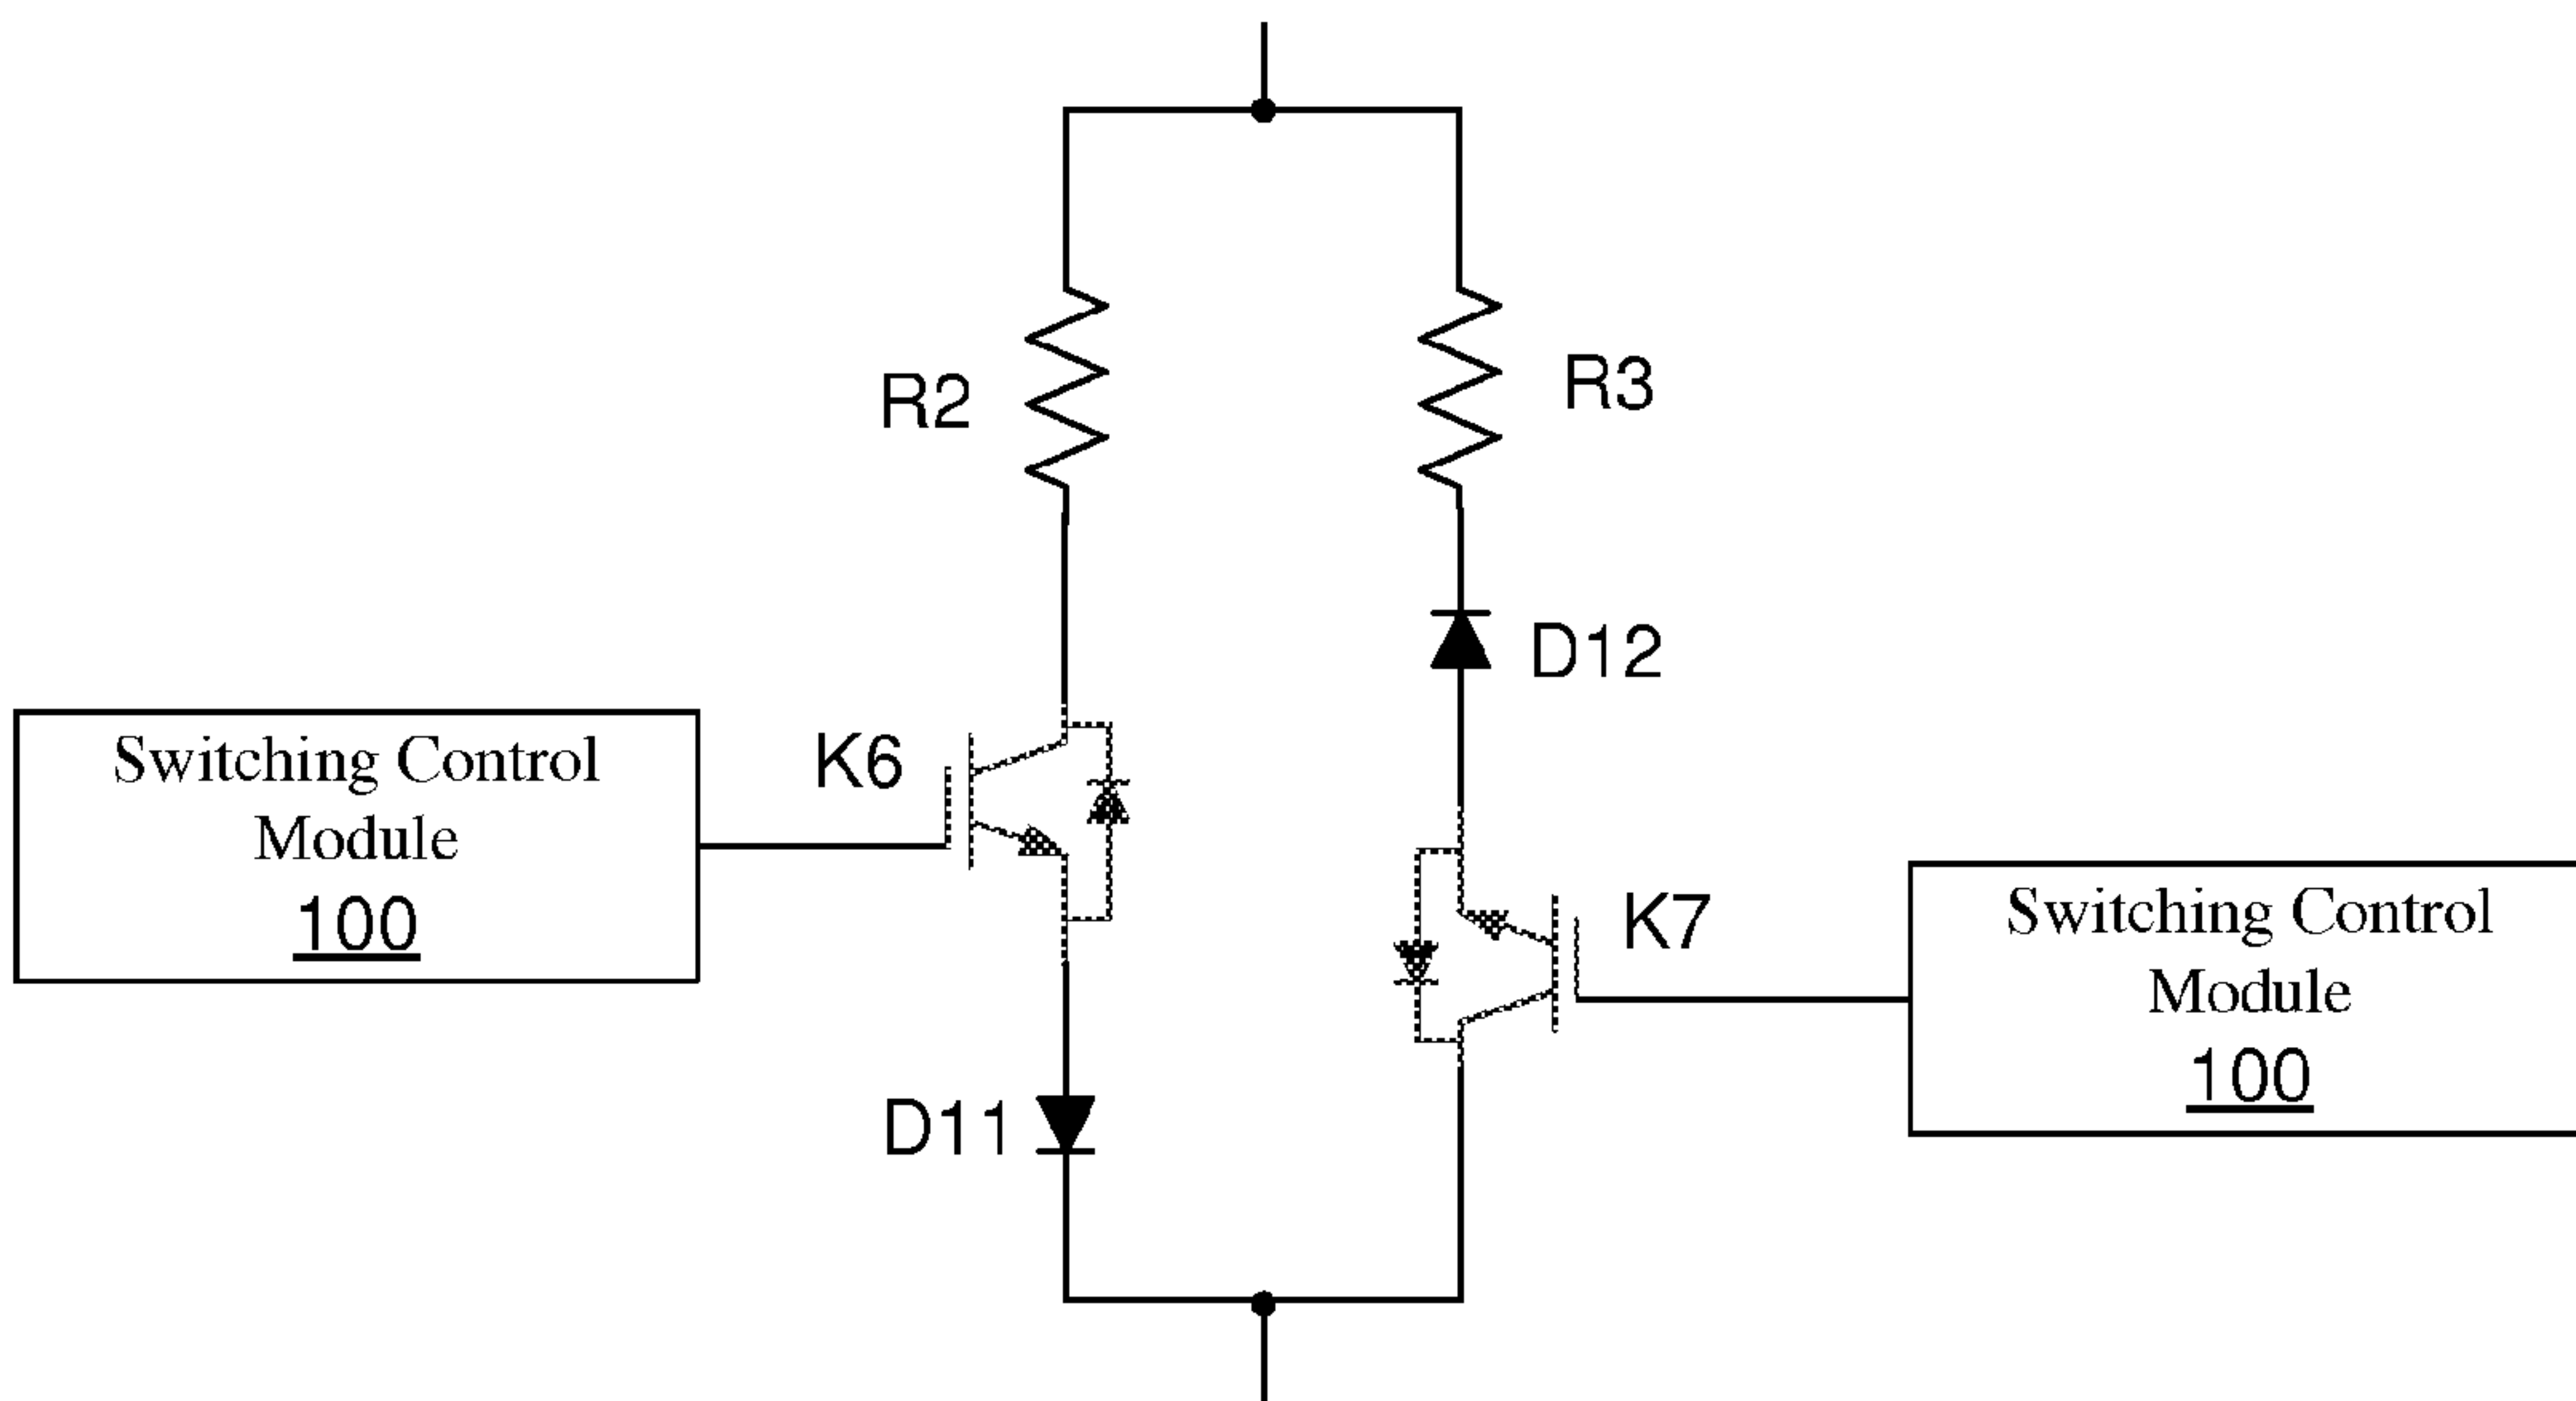 R2
R3
D12
K6
Switching Control
Module
100
K7
Switching Control
Module
100
D11